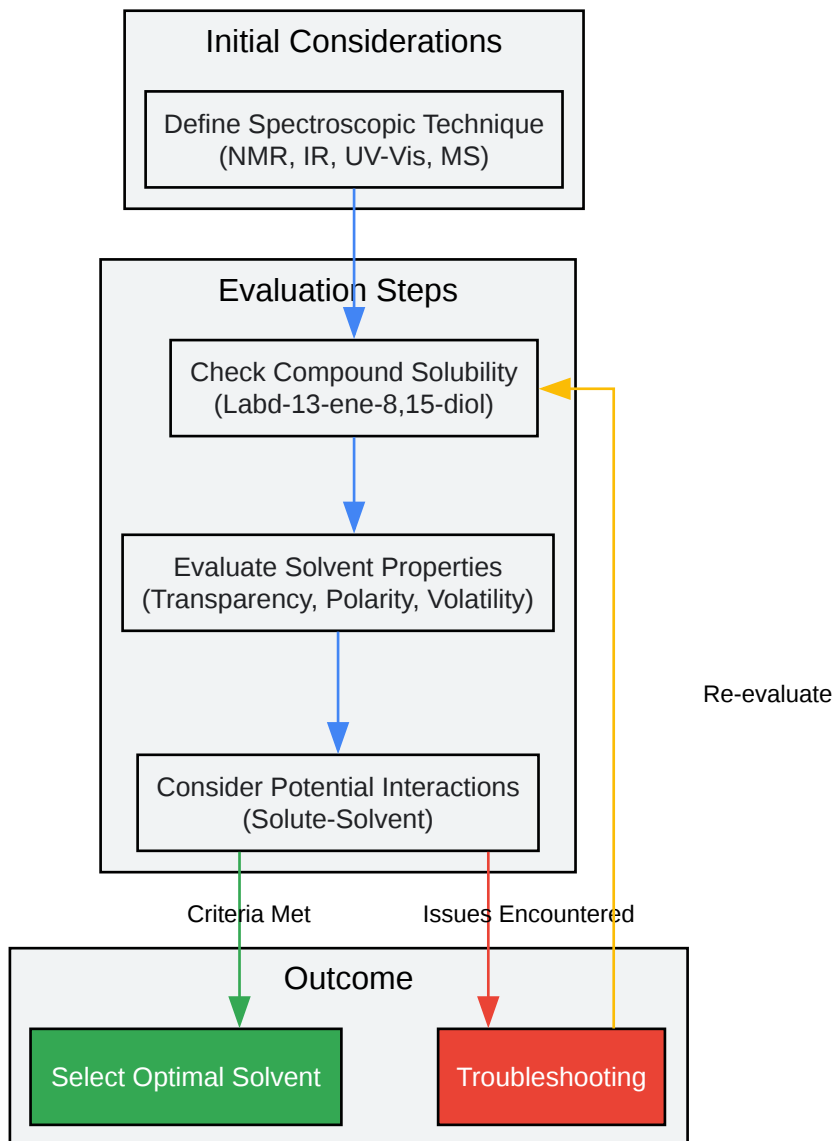 Initial Considerations
Define Spectroscopic Technique
(NMR, IR, UV-Vis, MS)
Evaluation Steps
Check Compound Solubility
(Labd-13-ene-8,15-diol)
Evaluate Solvent Properties
(Transparency, Polarity, Volatility)
Re-evaluate
Consider Potential Interactions
(Solute-Solvent)
Criteria Met
Issues Encountered
Outcome
Select Optimal Solvent
Troubleshooting